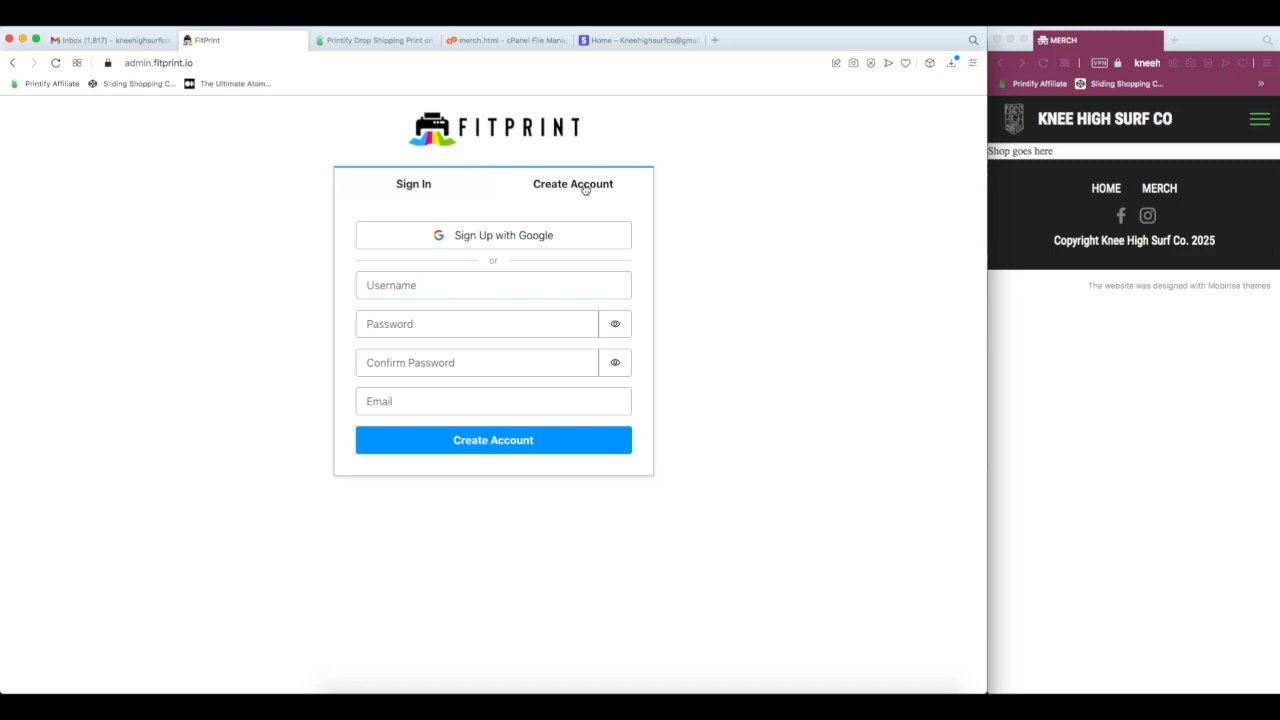 Inbox (1,817) – kneehighsurfco
FitPrint
Printify Drop Shipping Print on
merch.html - cPanel File Mana
Home – Kneehighsurfco@gmai
admin.fitprint.io
Printify Affiliate
Sliding Shopping C...
The Ultimate Atom...
FITPRINT
Sign In
Create Account
Sign Up with Google
or
Username
Password
Confirm Password
Email
Create Account
MERCH
VPN
kneeh
Printify Affiliate
Sliding Shopping C...
KNEE HIGH SURF CO
Shop goes here
HOME
MERCH
Copyright Knee High Surf Co. 2025
The website was designed with Mobirise themes